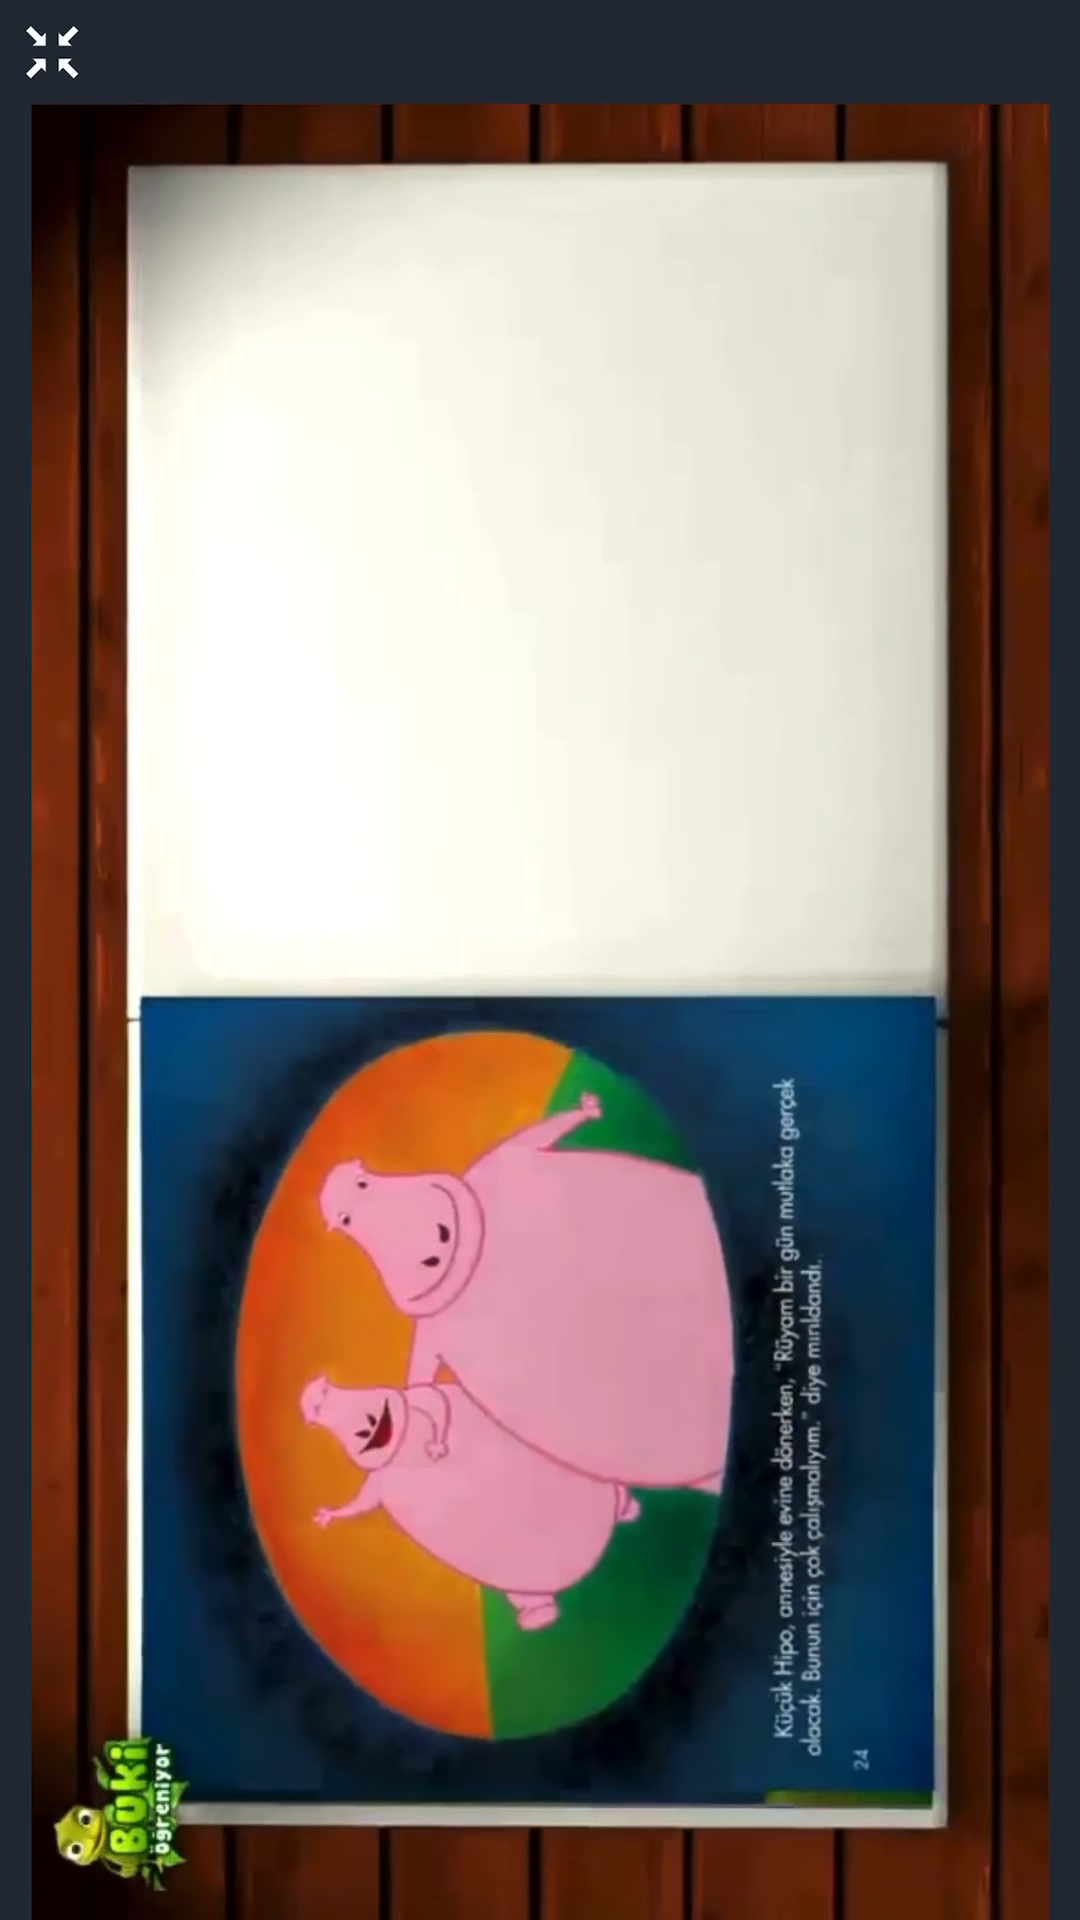 Küçük Hipo, annesiyle evine dönerken, "Rüyam bir gün mutlaka gerçek
olacak. Bunun için çok çalışmalıyım." diye mırıldandı.
24
Buki
öğreniyor